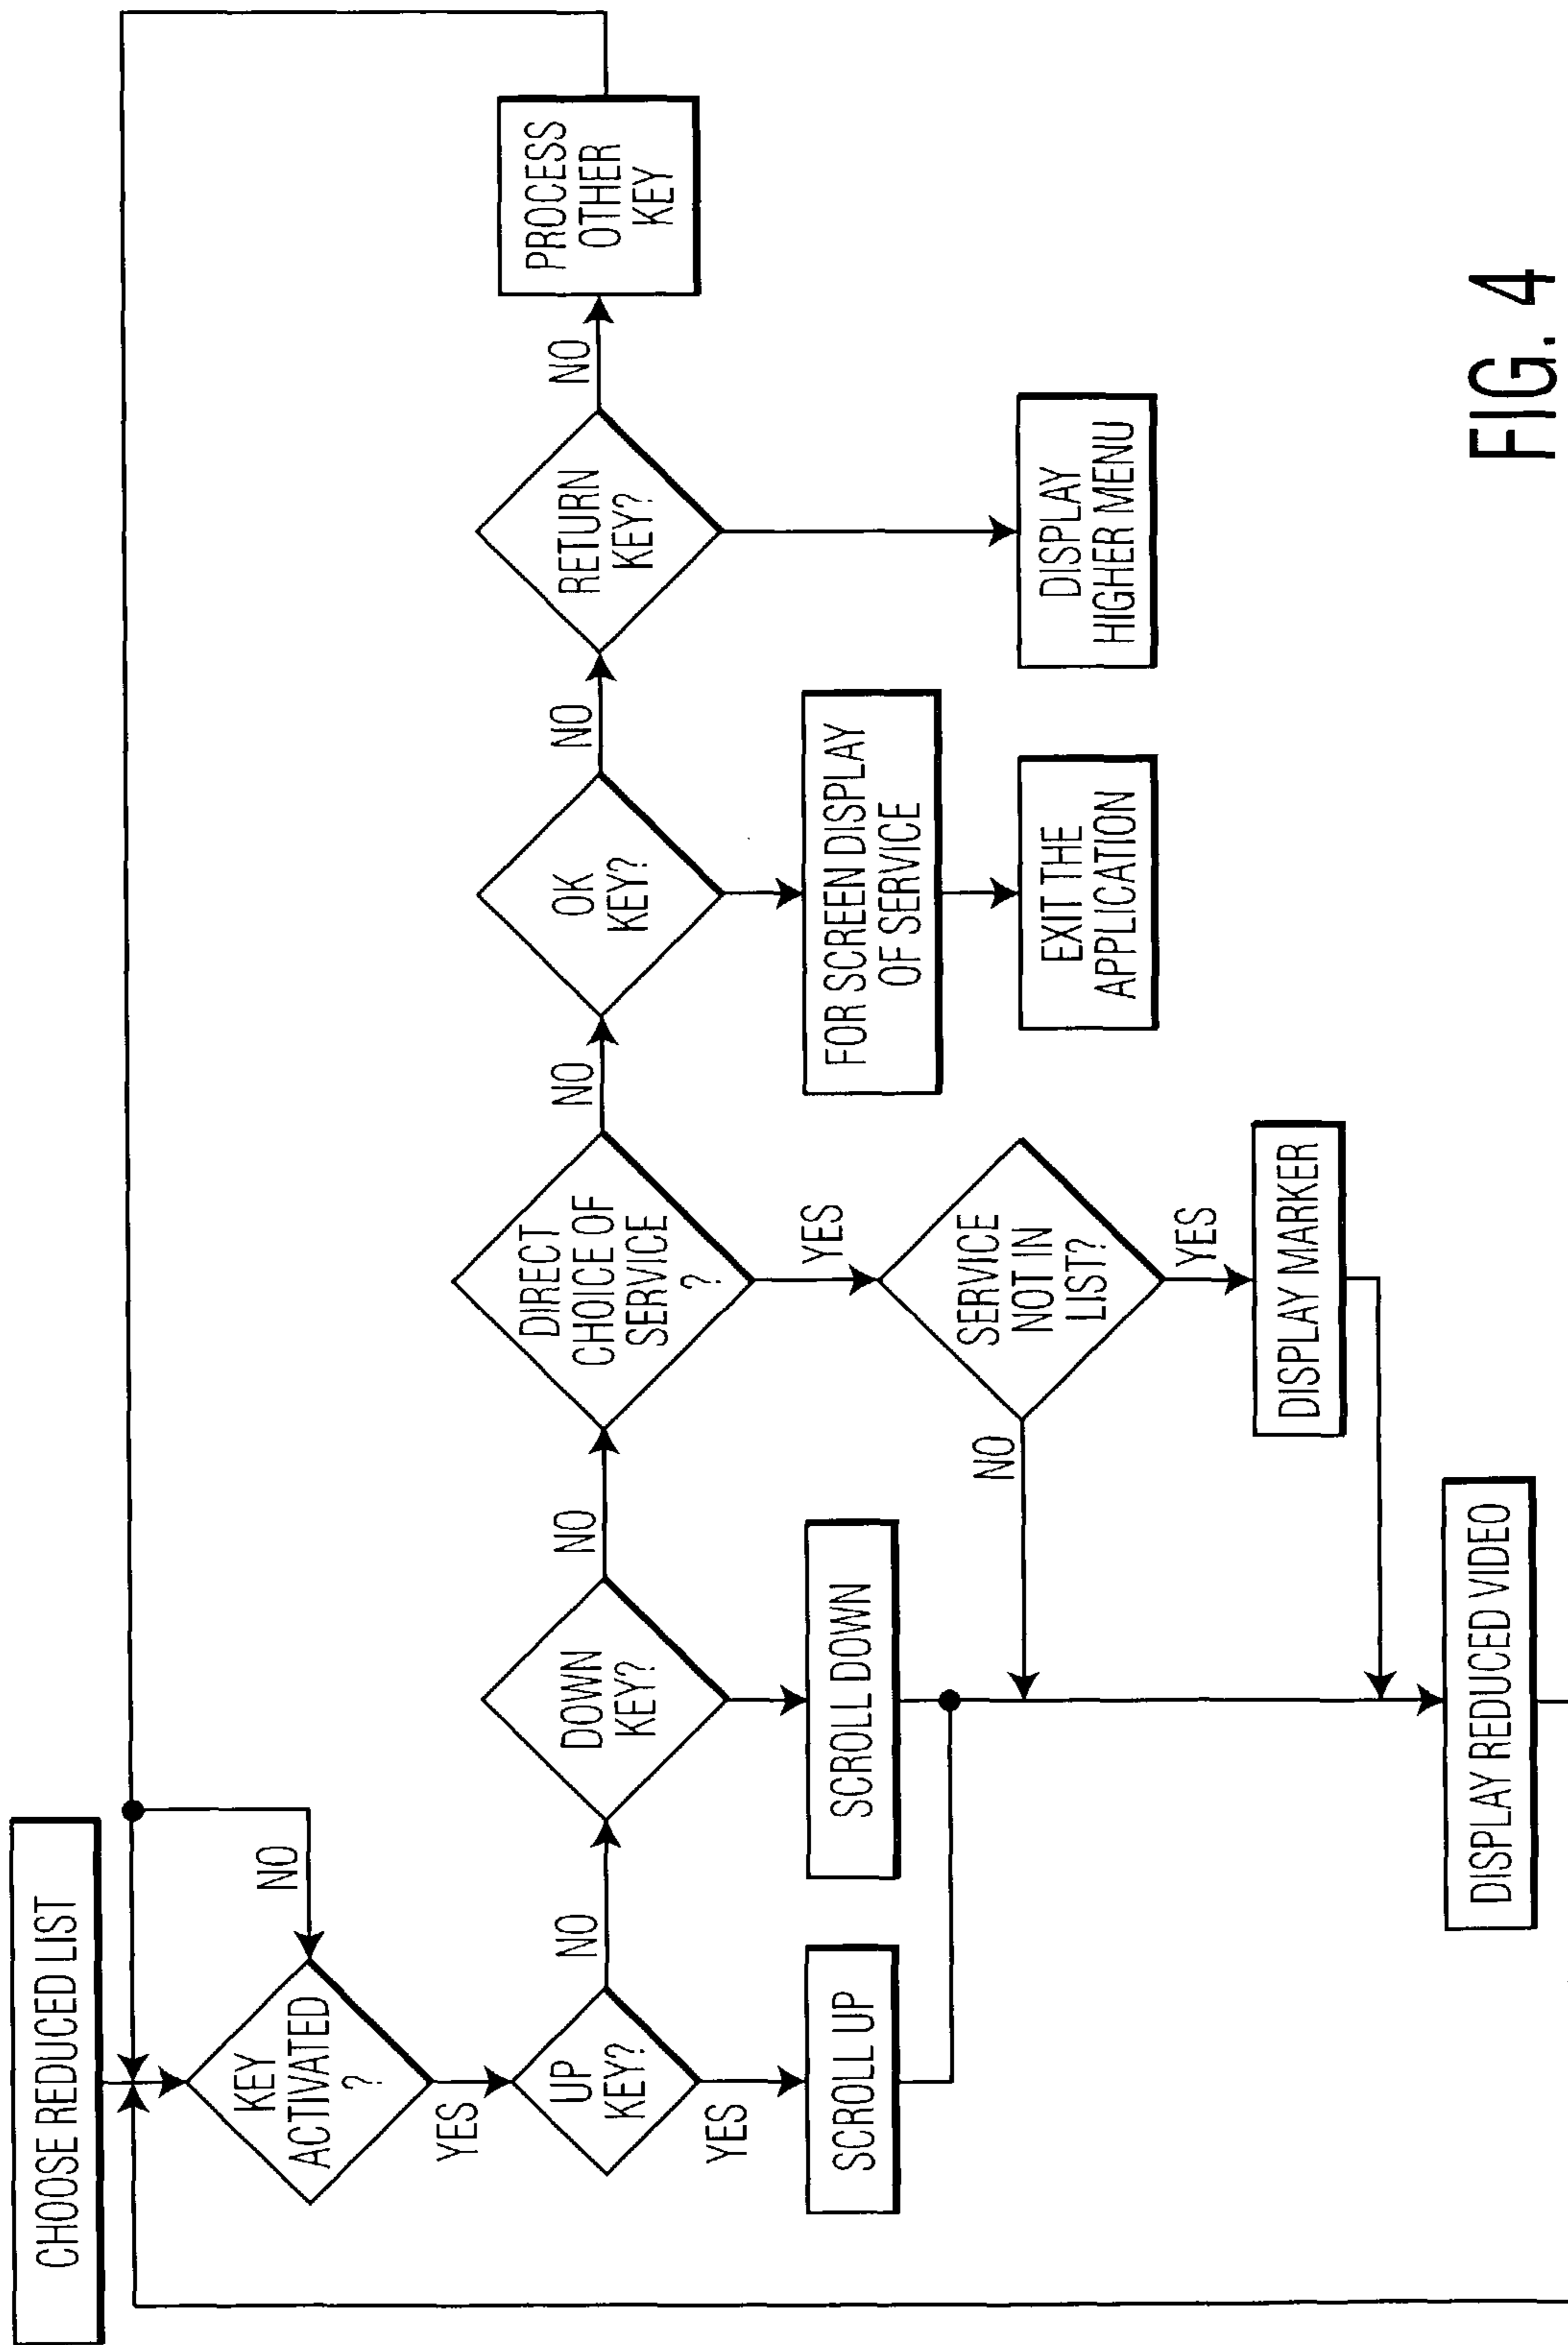 CHOOSE REDUCED LIST
KEY
ACTIVATED
?
NO
YES
UP
KEY?
NO
YES
SCROLL UP
DOWN
KEY?
NO
SCROLL DOWN
DIRECT
CHOICE OF
SERVICE
?
NO
YES
SERVICE
NOT IN
LIST?
NO
YES
DISPLAY MARKER
DISPLAY REDUCED VIDEO
OK
KEY?
NO
FOR SCREEN DISPLAY
OF SERVICE
EXIT THE
APPLICATION
RETURN
KEY?
NO
DISPLAY
HIGHER MENU
PROCESS
OTHER
KEY
FIG. 4